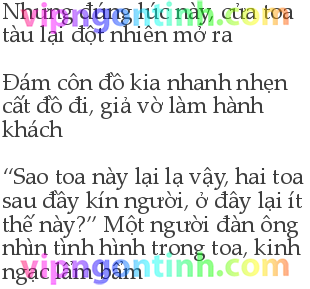 Nhưng đúng lúc này, cửa toa
tàu lại đột nhiên mở ra
Đám côn đồ kia nhanh nhẹn
cất đồ đi, giả vờ làm hành
khách
“Sao toa này lại lạ vậy, hai toa
sau đầy kín người, ở đây lại ít
thế này?” Một người đàn ông
nhìn tình hình trong toa, kinh
ngạc lẩm bẩm
vipngontinh.com
vipngontinh.com